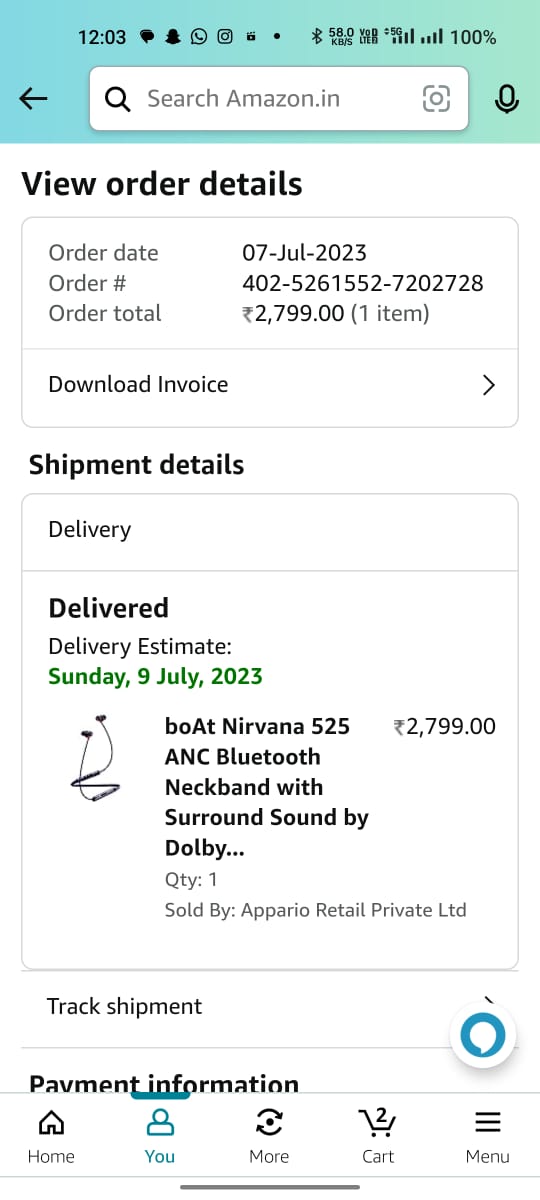 12:03 58.0 KB/S VoD LTEB 5G 100%
Search Amazon.in
View order details
Order date 07-Jul-2023
Order # 402-5261552-7202728
Order total ₹2,799.00 (1 item)
Download Invoice
Shipment details
Delivery
Delivered
Delivery Estimate:
Sunday, 9 July, 2023
boAt Nirvana 525 ₹2,799.00
ANC Bluetooth
Neckband with
Surround Sound by
Dolby...
Qty: 1
Sold By: Appario Retail Private Ltd
Track shipment
Payment information
2
Home You More Cart Menu